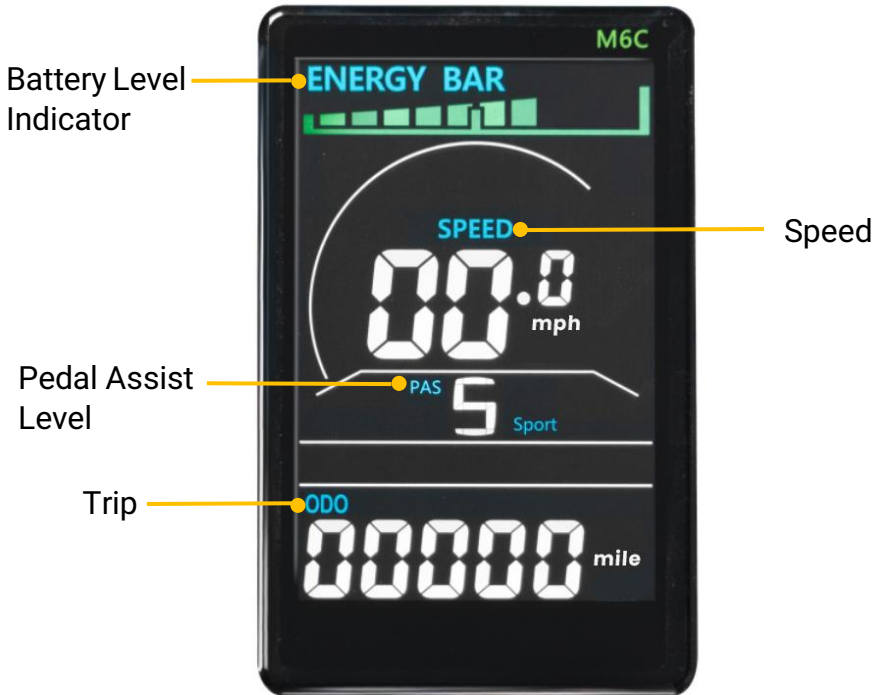 M6C
Battery Level
Indicator
ENERGY BAR
SPEED
Speed
00.0
mph
Pedal Assist
Level
PAS
5
Sport
Trip
ODO
00000
mile